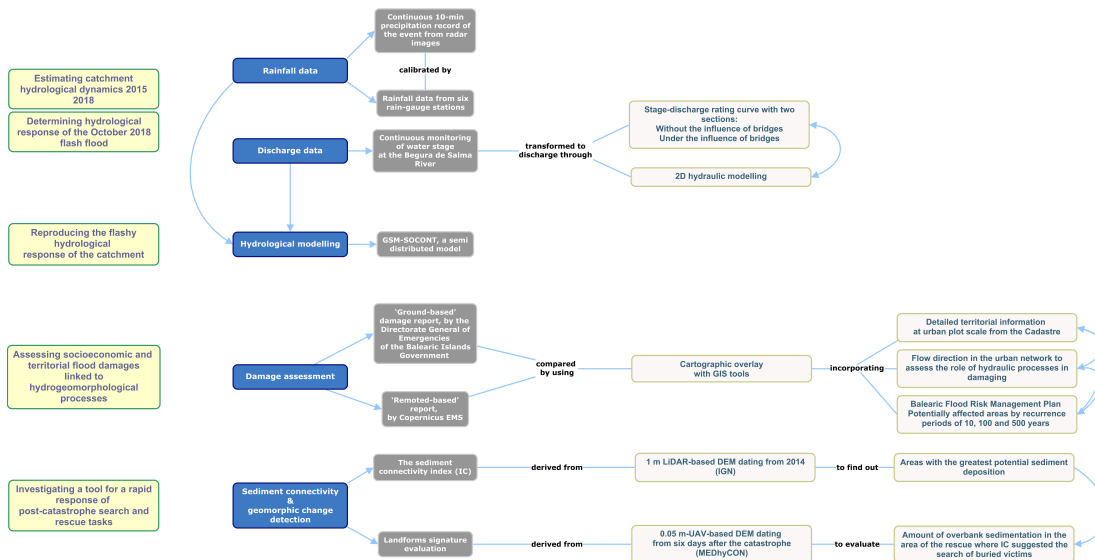 Estimating catchment
hydrological dynamics 2015
2018
Determining hydrological
response of the October 2018
flash flood
Rainfall data
Continuous 10-min
precipitation record of
the event from radar
images
calibrated by
Rainfall data from six
rain-gauge stations
Discharge data
Continuous monitoring
of water stage
at the Begura de Salma
River
transformed to
discharge through
Stage-discharge rating curve with two
sections:
Without the influence of bridges
Under the influence of bridges
2D hydraulic modelling
Reproducing the flashy
hydrological
response of the catchment
Hydrological modelling
GSM-SOCONT, a semi
distributed model
Assessing socioeconomic and
territorial flood damages
linked to
hydrogeomorphological
processes
Damage assessment
'Ground-based'
damage report, by the
Directorate General of
Emergencies
of the Balearic Islands
Government
'Remoted-based'
report,
by Copernicus EMS
compared
by using
Cartographic overlay
with GIS tools
incorporating
Detailed territorial information
at urban plot scale from the Cadastre
Flow direction in the urban network to
assess the role of hydraulic processes in
damaging
Balearic Flood Risk Management Plan
Potentially affected areas by recurrence
periods of 10, 100 and 500 years
Investigating a tool for a rapid
response of
post-catastrophe search and
rescue tasks
Sediment connectivity
&
geomorphic change
detection
The sediment
connectivity index (IC)
derived from
1 m LiDAR-based DEM dating from 2014
(IGN)
to find out
Areas with the greatest potential sediment
deposition
Landforms signature
evaluation
derived from
0.05 m-UAV-based DEM dating
from six days after the catastrophe
(MEDhyCON)
to evaluate
Amount of overbank sedimentation in the
area of the rescue where IC suggested the
search of buried victims